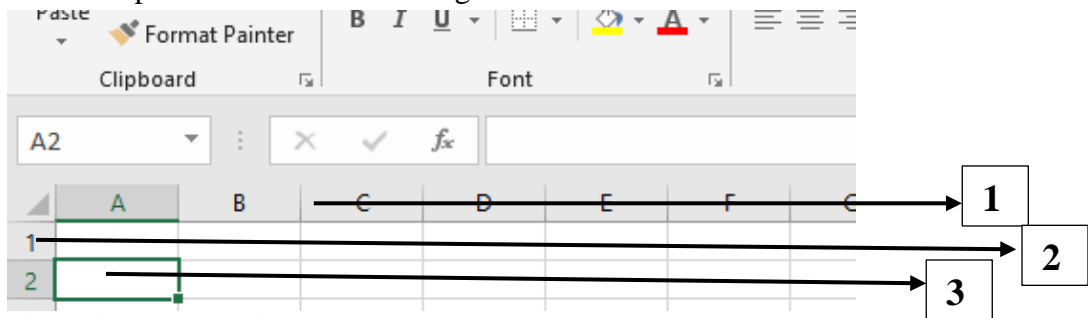 Paste
Format Painter
B I U A
Clipboard
Font
A2
fx
A B C D E F
1
1
2
2
3